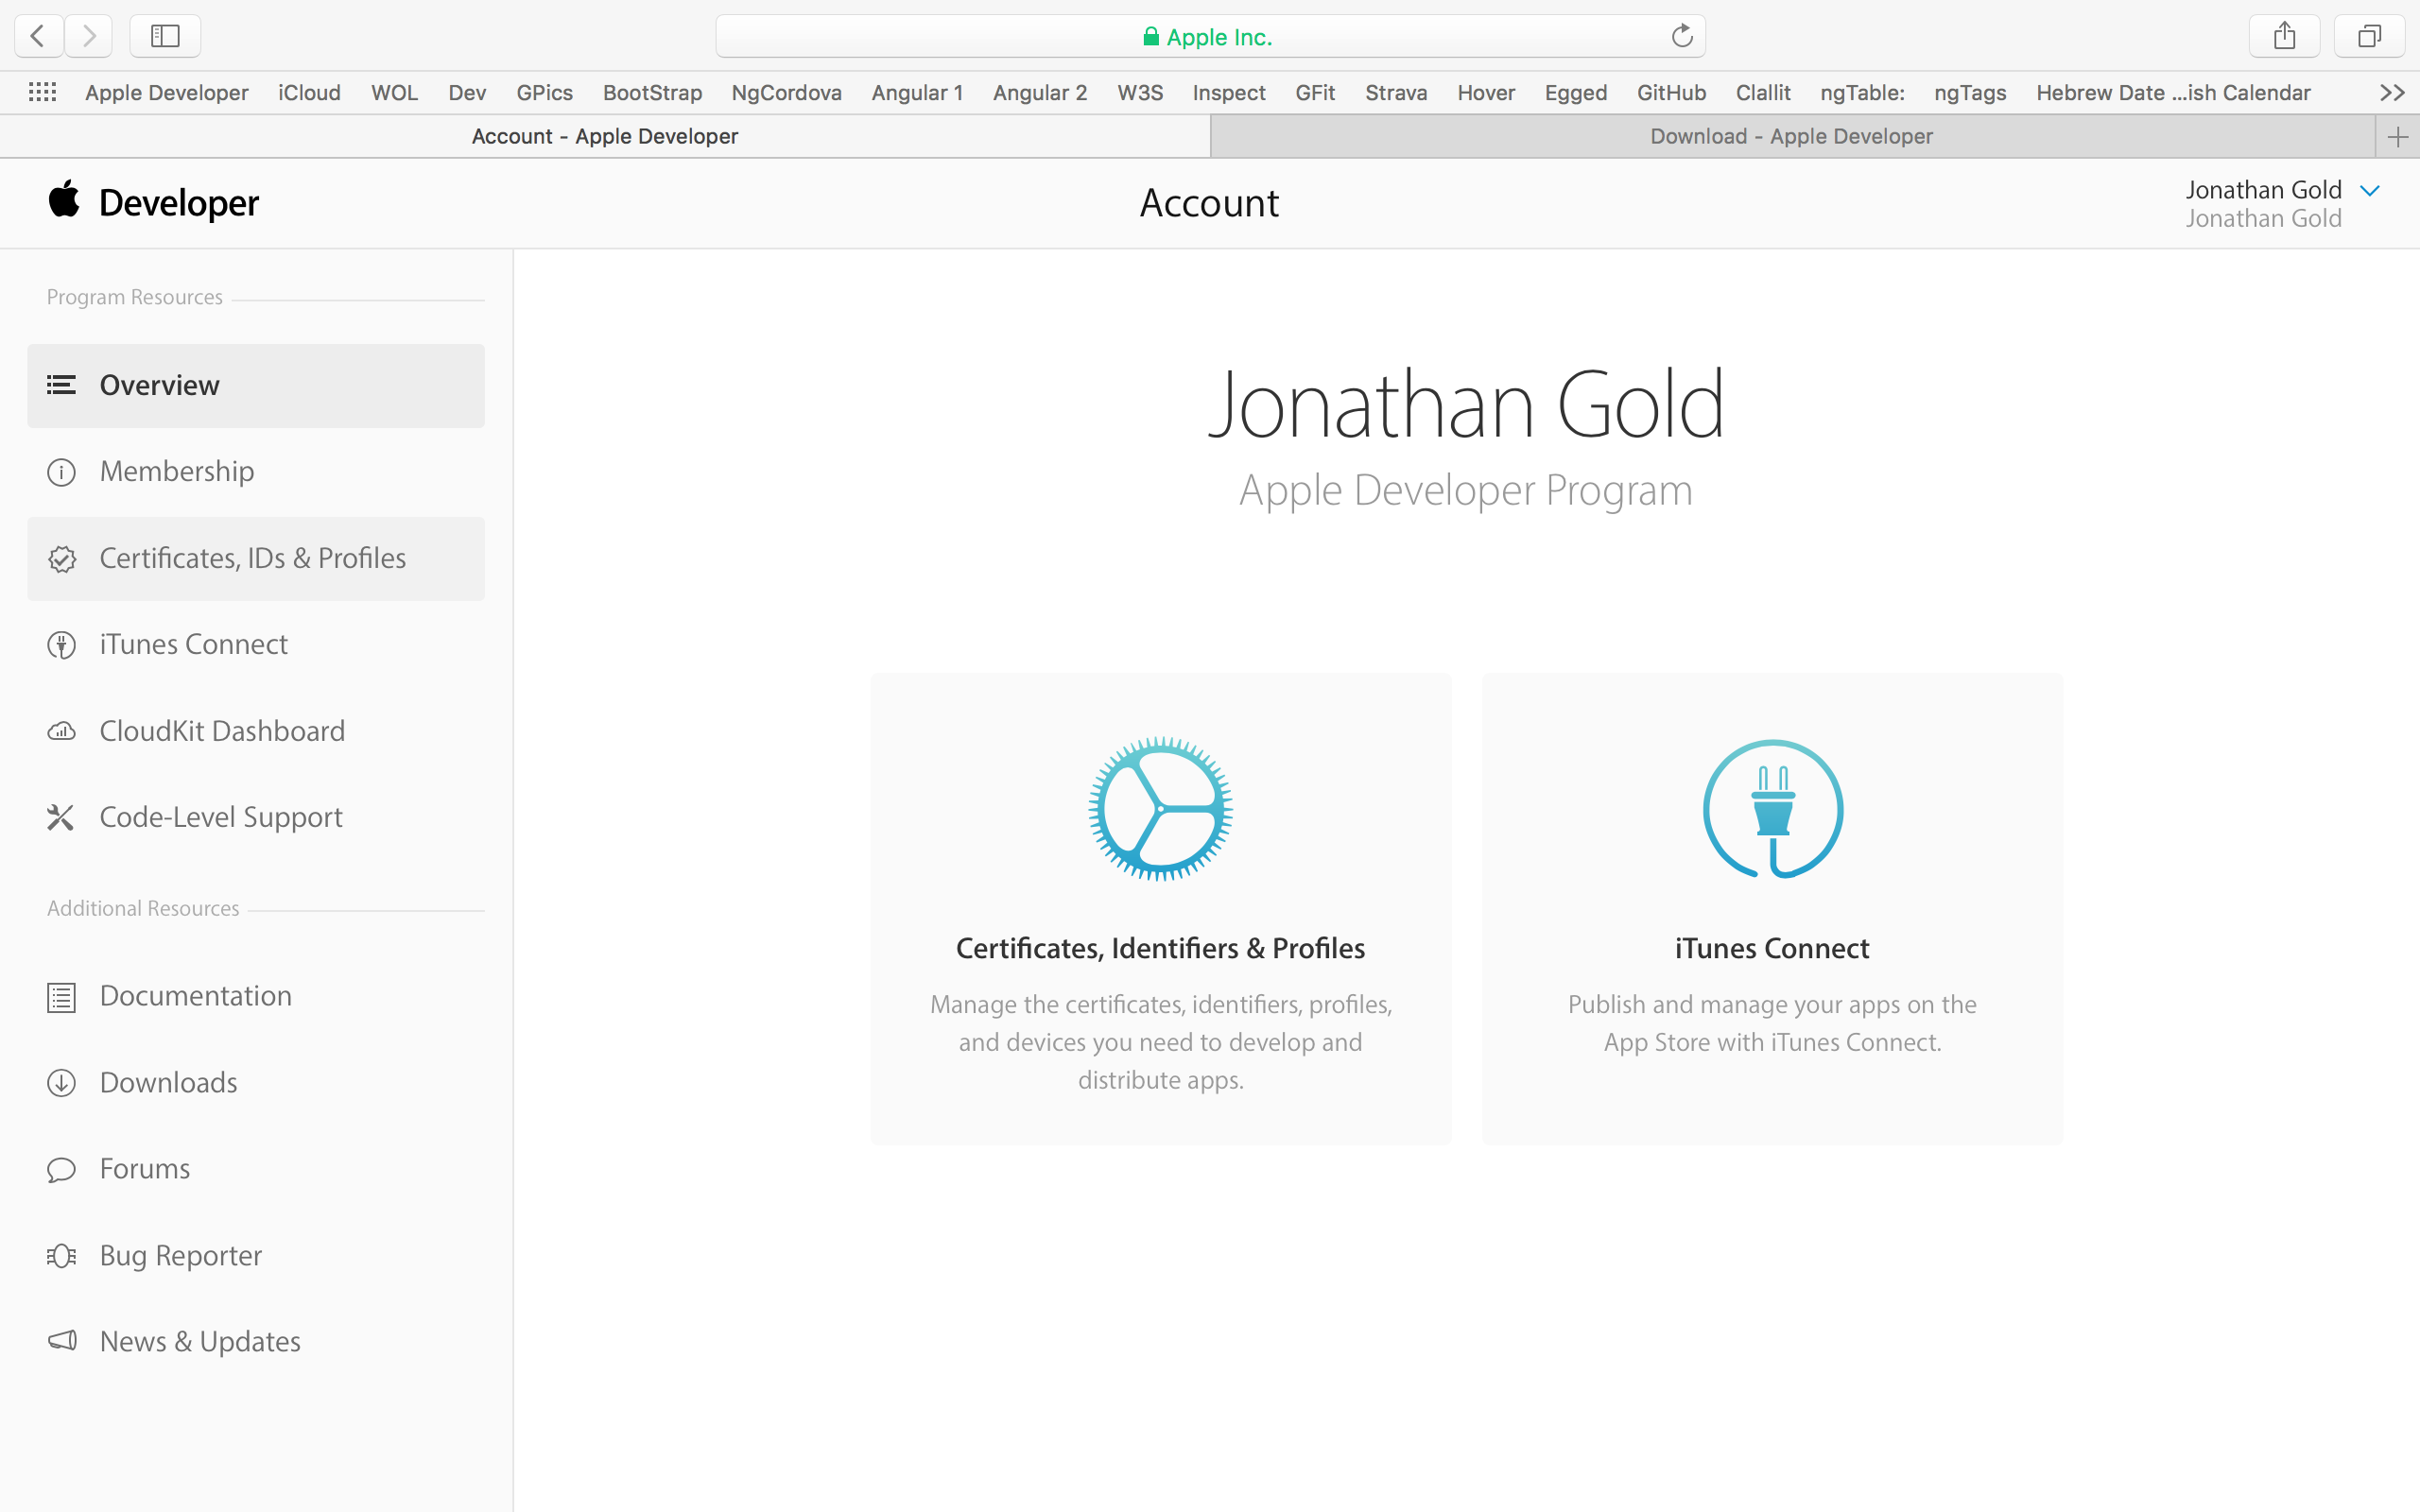 Apple Inc.
Apple Developer iCloud WOL Dev GPics BootStrap NgCordova Angular 1 Angular 2 W3S Inspect GFit Strava Hover Egged GitHub Clallit ngTable: ngTags Hebrew Date ...ish Calendar
Account - Apple Developer
Download - Apple Developer
Developer
Account
Jonathan Gold
Jonathan Gold
Program Resources
Overview
Membership
Certificates, IDs & Profiles
iTunes Connect
CloudKit Dashboard
Code-Level Support
Additional Resources
Documentation
Downloads
Forums
Bug Reporter
News & Updates
Jonathan Gold
Apple Developer Program
Certificates, Identifiers & Profiles
Manage the certificates, identifiers, profiles,
and devices you need to develop and
distribute apps.
iTunes Connect
Publish and manage your apps on the
App Store with iTunes Connect.